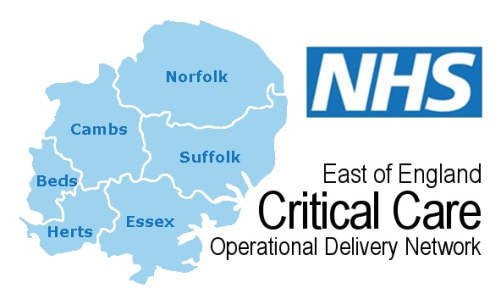 Norfolk
NHS
Cambs
Suffolk
Beds
Essex
Herts
East of England
Critical Care
Operational Delivery Network